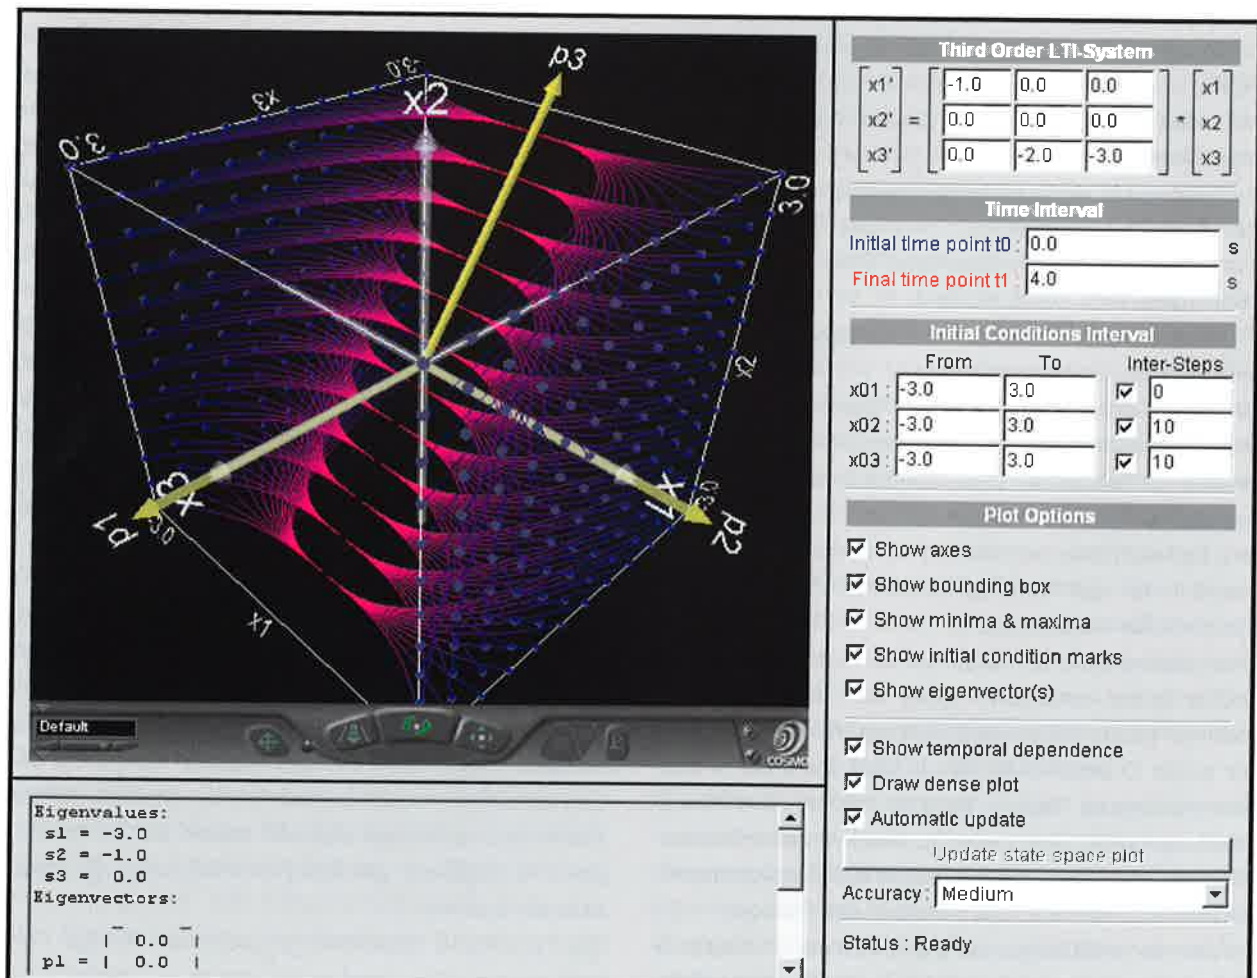 p3
3.0
x3
x2
3.0
3.0
0
x2
x3
p1
x1
3.0
p2
x1
Default
COSMO
Eigenvalues:
s1 = -3.0
s2 = -1.0
s3 = 0.0
Eigenvectors:
| 0.0 |
p1 = | 0.0 |
Third Order LTI-System
x1' -1.0 0.0 0.0 x1
x2' = 0.0 0.0 0.0 * x2
x3' 0.0 -2.0 -3.0 x3
Time Interval
Initial time point t0 : 0.0 s
Final time point t1 : 4.0 s
Initial Conditions Interval
From To Inter-Steps
x01 : -3.0 3.0 0
x02 : -3.0 3.0 10
x03 : -3.0 3.0 10
Plot Options
Show axes
Show bounding box
Show minima & maxima
Show initial condition marks
Show eigenvector(s)
Show temporal dependence
Draw dense plot
Automatic update
Update state space plot
Accuracy : Medium
Status : Ready